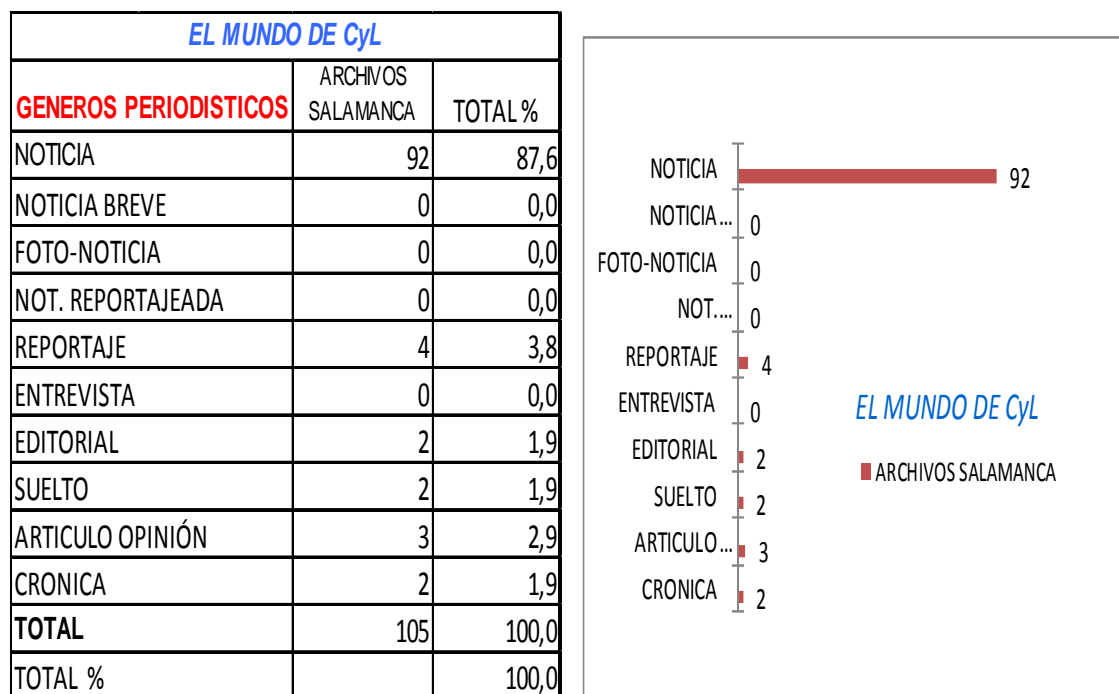 EL MUNDO DE CyL
GENEROS PERIODISTICOS ARCHIVOS SALAMANCA TOTAL %
NOTICIA 92 87,6
NOTICIA BREVE 0 0,0
FOTO-NOTICIA 0 0,0
NOT. REPORTAJEADA 0 0,0
REPORTAJE 4 3,8
ENTREVISTA 0 0,0
EDITORIAL 2 1,9
SUELTO 2 1,9
ARTICULO OPINIÓN 3 2,9
CRONICA 2 1,9
TOTAL 105 100,0
TOTAL % 100,0
NOTICIA 92
NOTICIA... 0
FOTO-NOTICIA 0
NOT.... 0
REPORTAJE 4
ENTREVISTA 0
EDITORIAL 2
SUELTO 2
ARTICULO... 3
CRONICA 2
EL MUNDO DE CyL
ARCHIVOS SALAMANCA